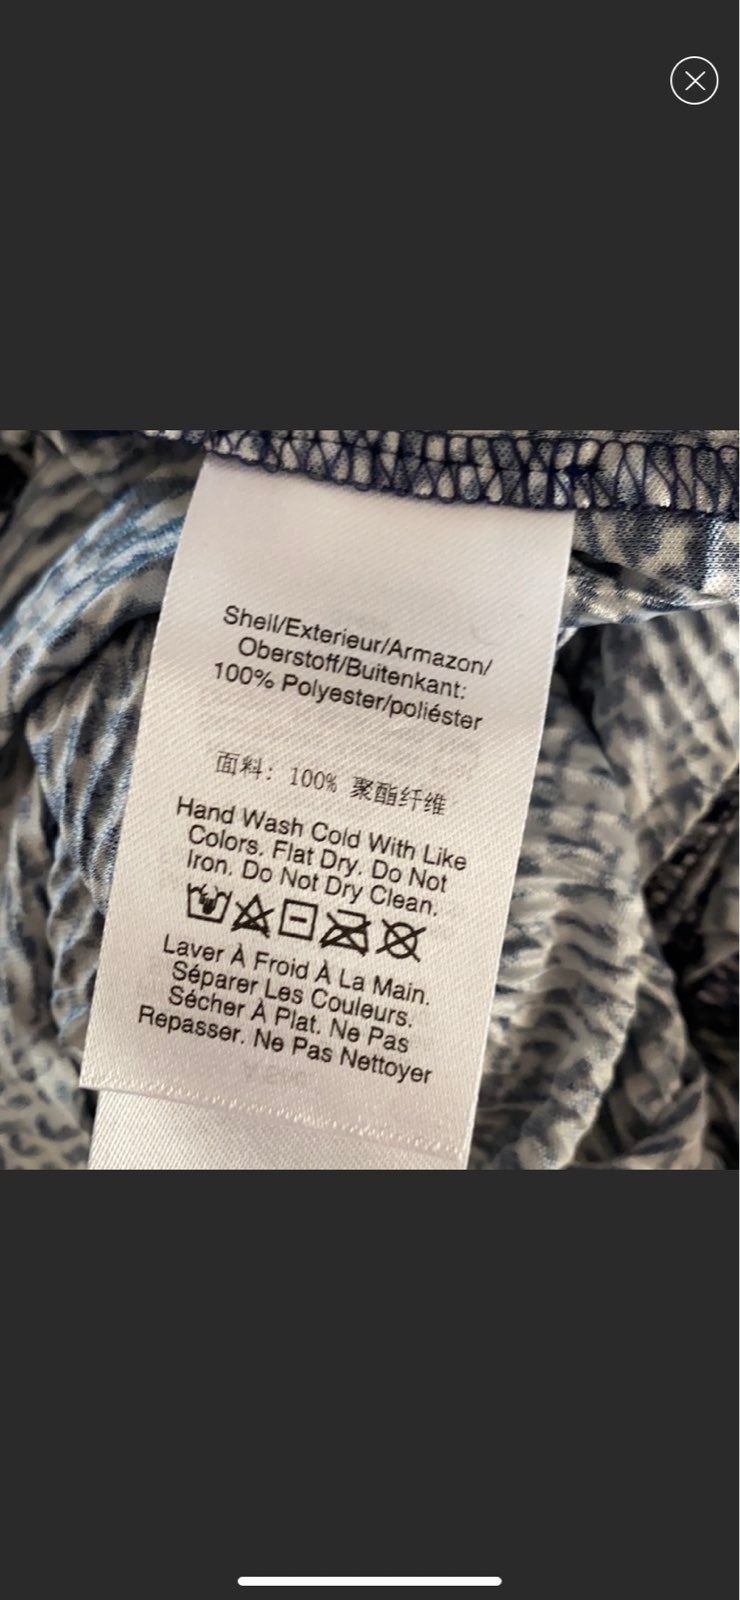 Shell/Exterieur/Armazon/
Oberstoff/Buitenkant:
100% Polyester/poliéster
面料: 100% 聚酯纤维
Hand Wash Cold With Like
Colors. Flat Dry. Do Not
Iron. Do Not Dry Clean.
Laver À Froid À La Main.
Séparer Les Couleurs.
Sécher À Plat. Ne Pas
Repasser. Ne Pas Nettoyer